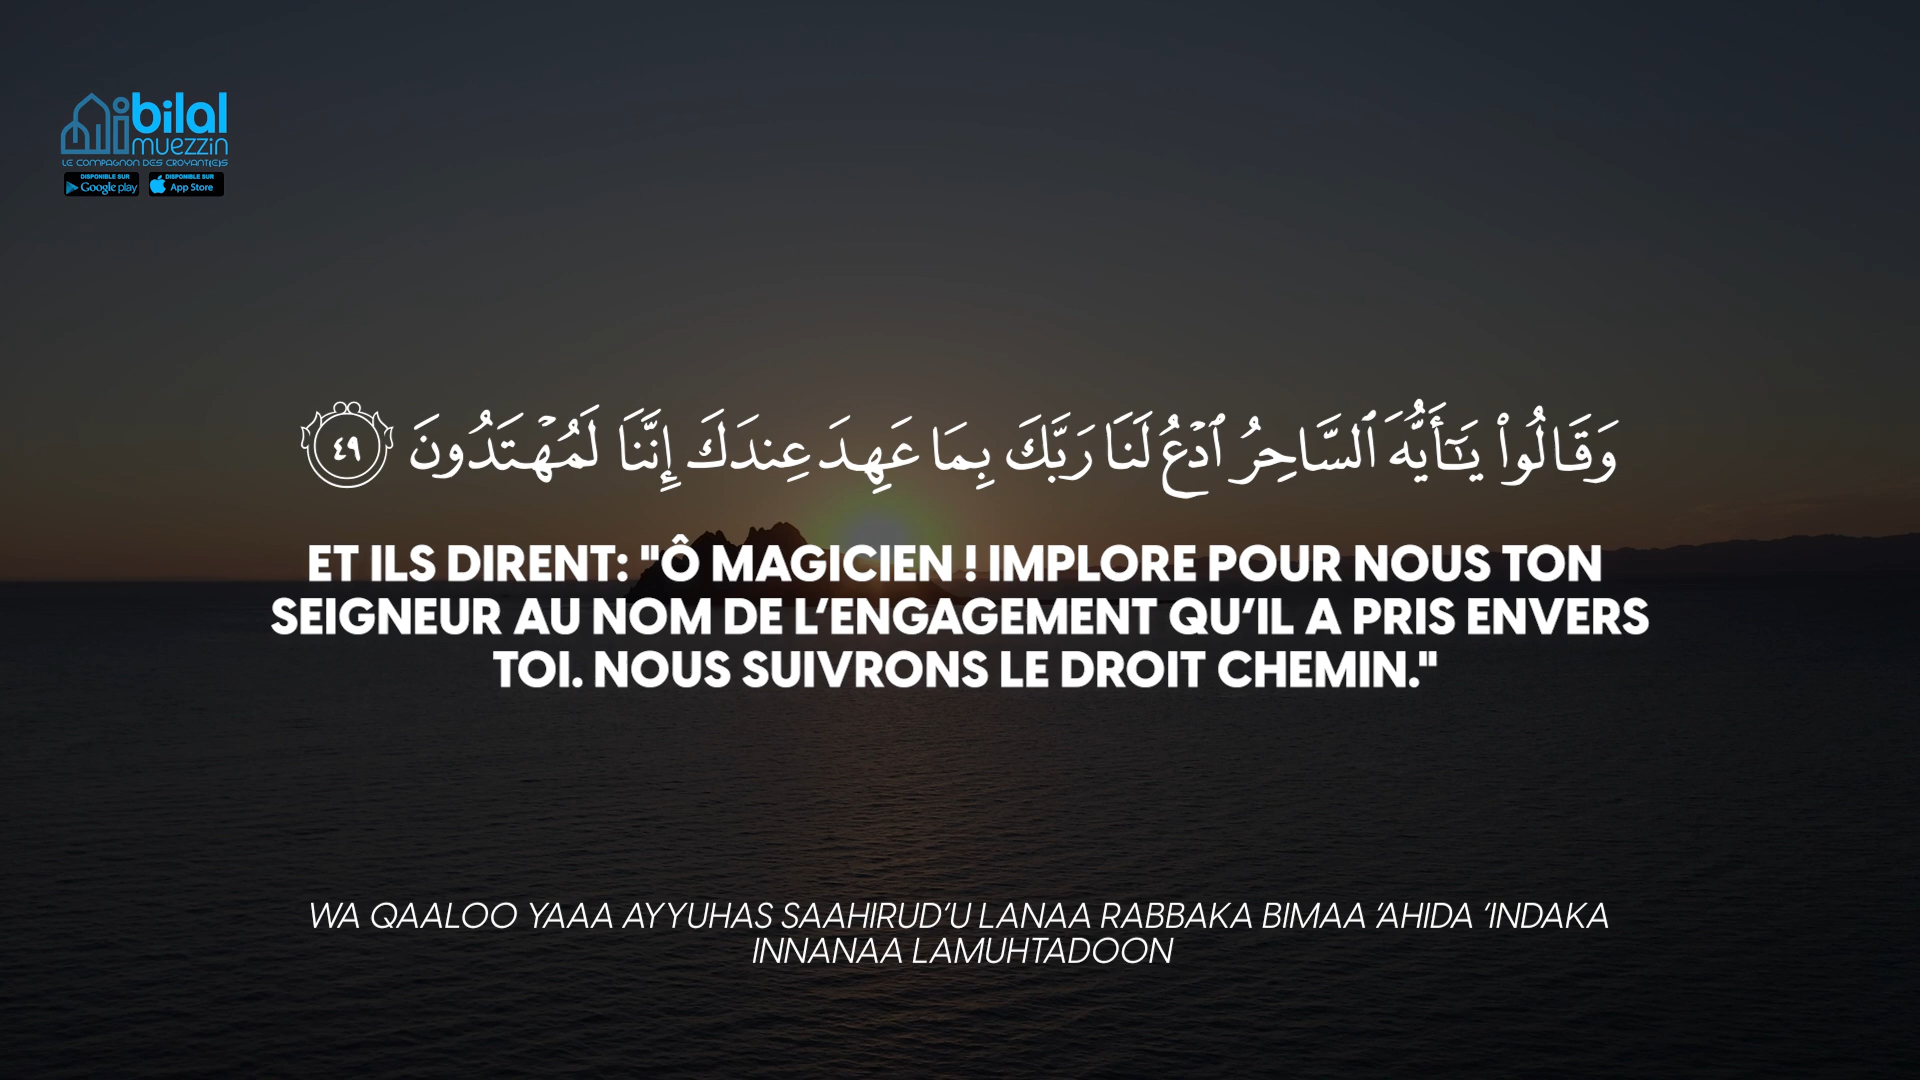 ibilal
muezzin
LE COMPAGNON DES CROYANT(E)S
DISPONIBLE SUR
Google play
DISPONIBLE SUR
App Store
وَقَالُوا۟ يَـٰٓأَيُّهَ ٱلسَّاحِرُ ٱدْعُ لَنَا رَبَّكَ بِمَا عَهِدَ عِندَكَ إِنَّنَا لَمُهْتَدُونَ ٤٩
ET ILS DIRENT: "Ô MAGICIEN ! IMPLORE POUR NOUS TON
SEIGNEUR AU NOM DE L’ENGAGEMENT QU’IL A PRIS ENVERS
TOI. NOUS SUIVRONS LE DROIT CHEMIN."
WA QAALOO YAAA AYYUHAS SAAHIRUD’U LANAA RABBAKA BIMAA ‘AHIDA ‘INDAKA
INNANAA LAMUHTADOON